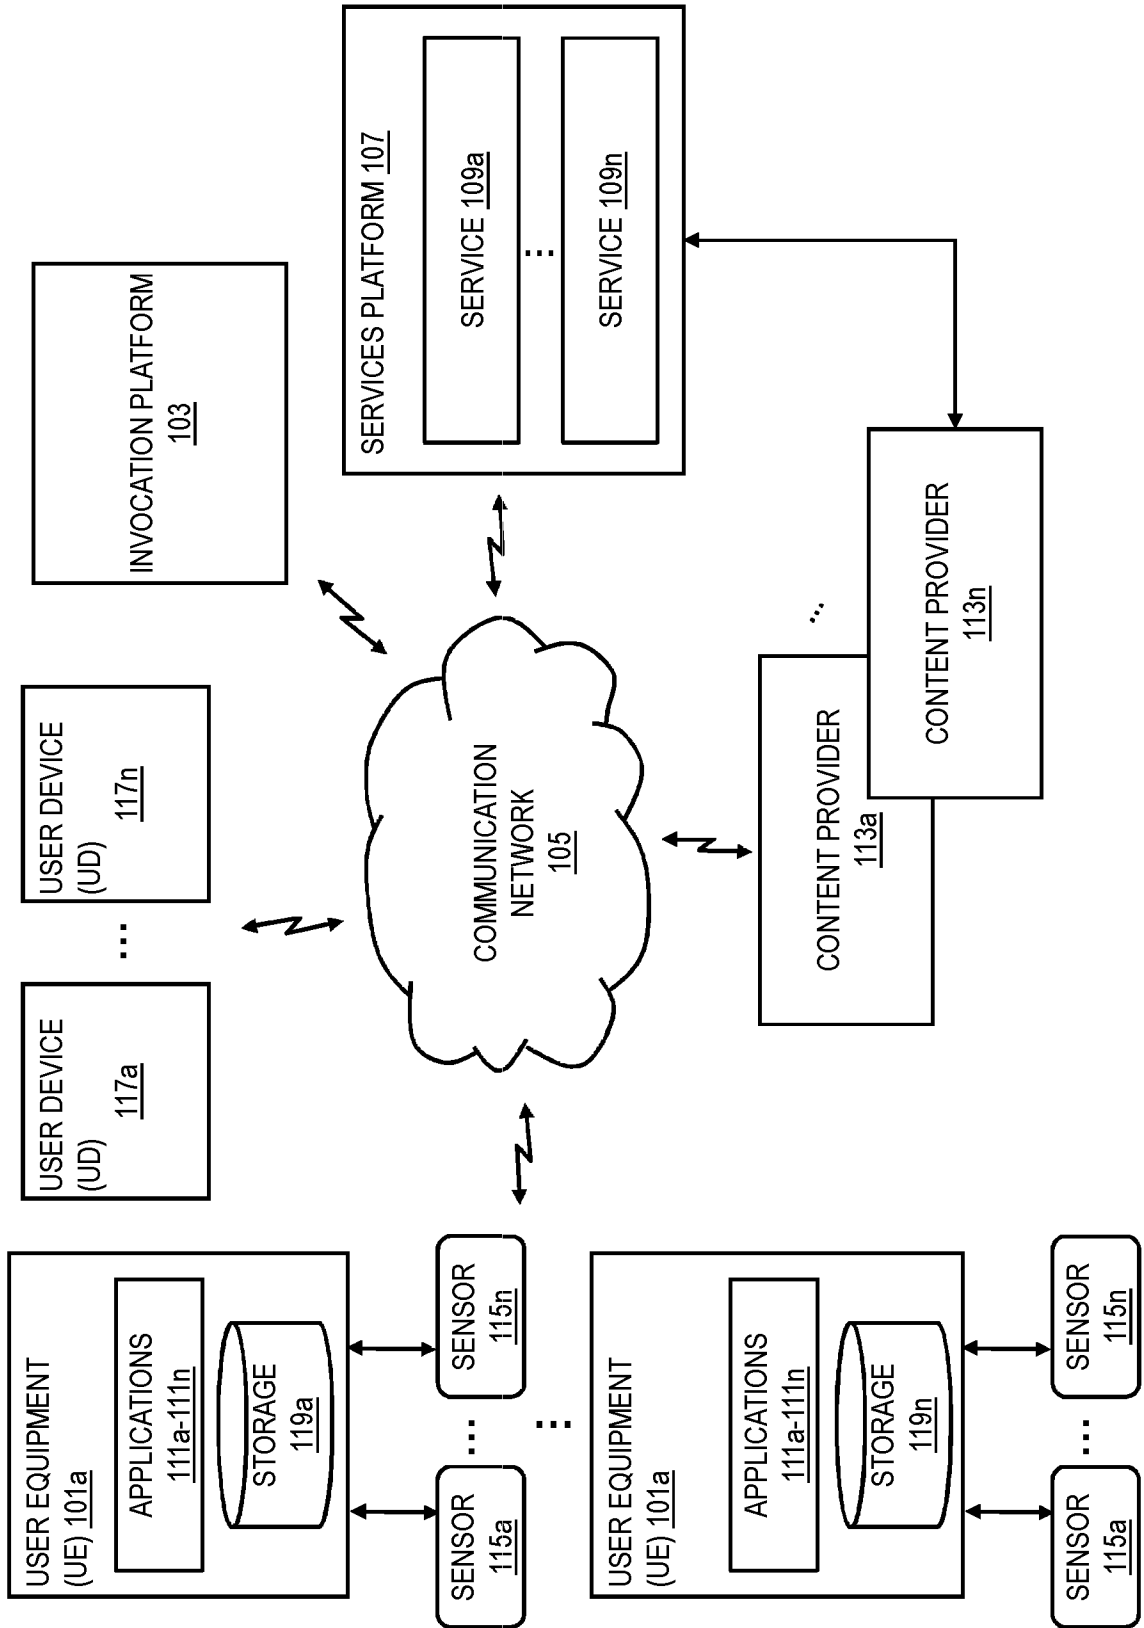 USER EQUIPMENT
(UE) 101a
APPLICATIONS
111a-111n
STORAGE
119a
SENSOR
115a
...
SENSOR
115n
...
USER EQUIPMENT
(UE) 101a
APPLICATIONS
111a-111n
STORAGE
119n
SENSOR
115a
...
SENSOR
115n
USER DEVICE
(UD)
117a
...
USER DEVICE
(UD)
117n
COMMUNICATION
NETWORK
105
INVOCATION PLATFORM
103
SERVICES PLATFORM 107
SERVICE 109a
...
SERVICE 109n
CONTENT PROVIDER
113a
...
CONTENT PROVIDER
113n